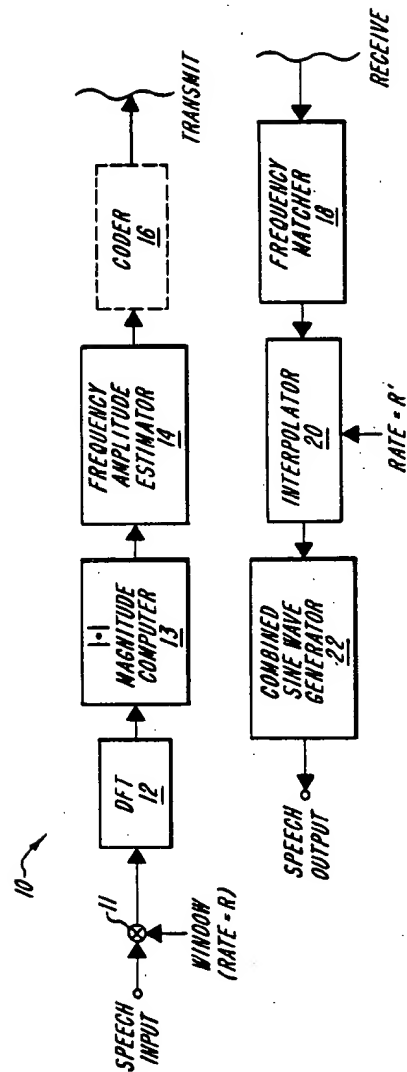 10
SPEECH
INPUT
11
WINDOW
(RATE = R)
DFT
12
|•|
MAGNITUDE
COMPUTER
13
FREQUENCY
AMPLITUDE
ESTIMATOR
14
CODER
16
TRANSMIT
SPEECH
OUTPUT
COMBINED
SINE WAVE
GENERATOR
22
INTERPOLATOR
20
RATE = R'
FREQUENCY
MATCHER
18
RECEIVE